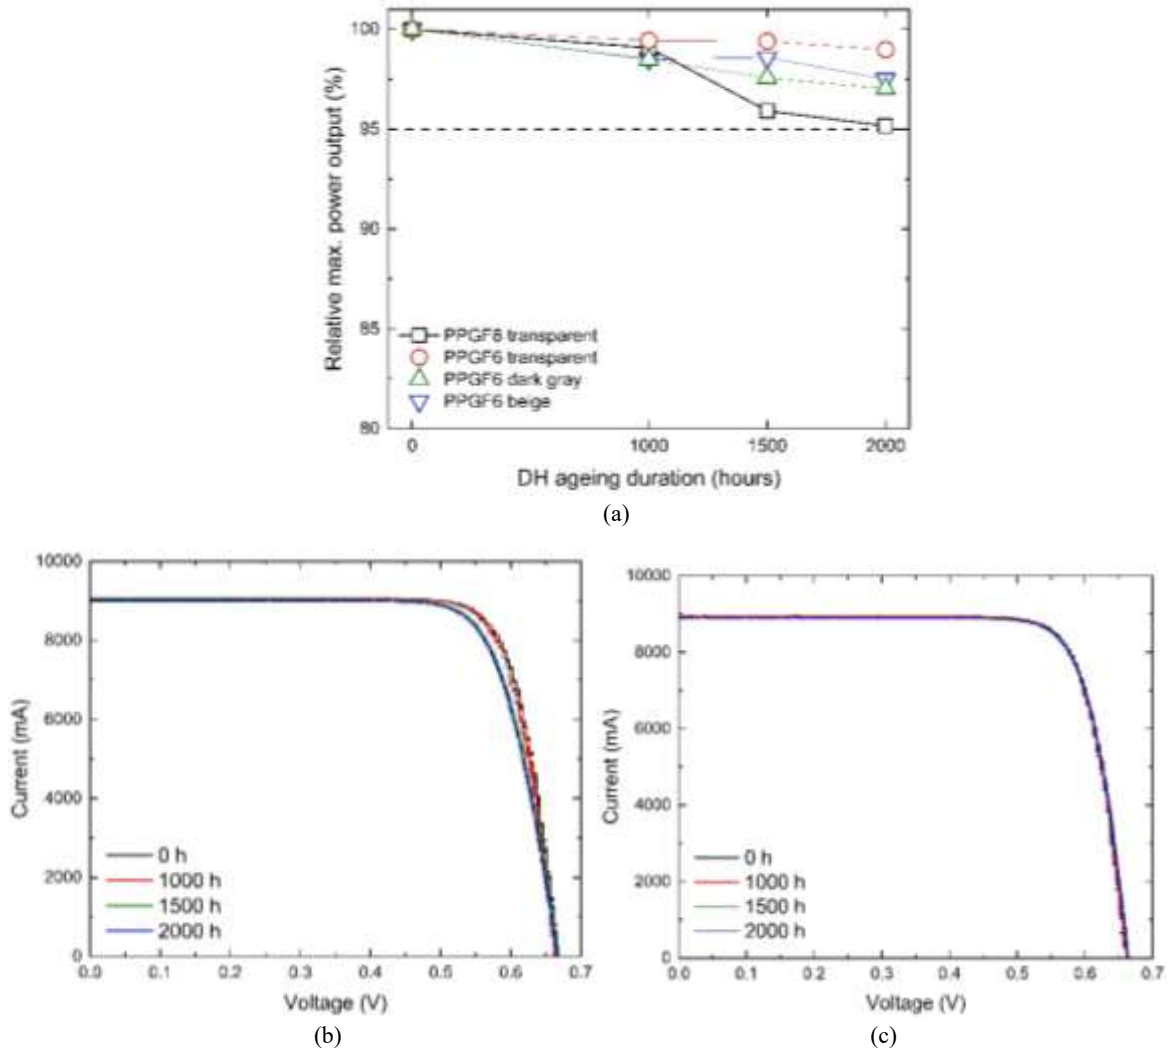 100
95
90
85
80
Relative max. power output (%)
PPGF8 transparent
PPGF6 transparent
PPGF6 dark gray
PPGF6 beige
0 1000 1500 2000
DH ageing duration (hours)
(a)
10000
8000
6000
4000
2000
0
Current (mA)
0 h
1000 h
1500 h
2000 h
0.0 0.1 0.2 0.3 0.4 0.5 0.6 0.7
Voltage (V)
(b)
10000
8000
6000
4000
2000
0
Current (mA)
0 h
1000 h
1500 h
2000 h
0.0 0.1 0.2 0.3 0.4 0.5 0.6 0.7
Voltage (V)
(c)